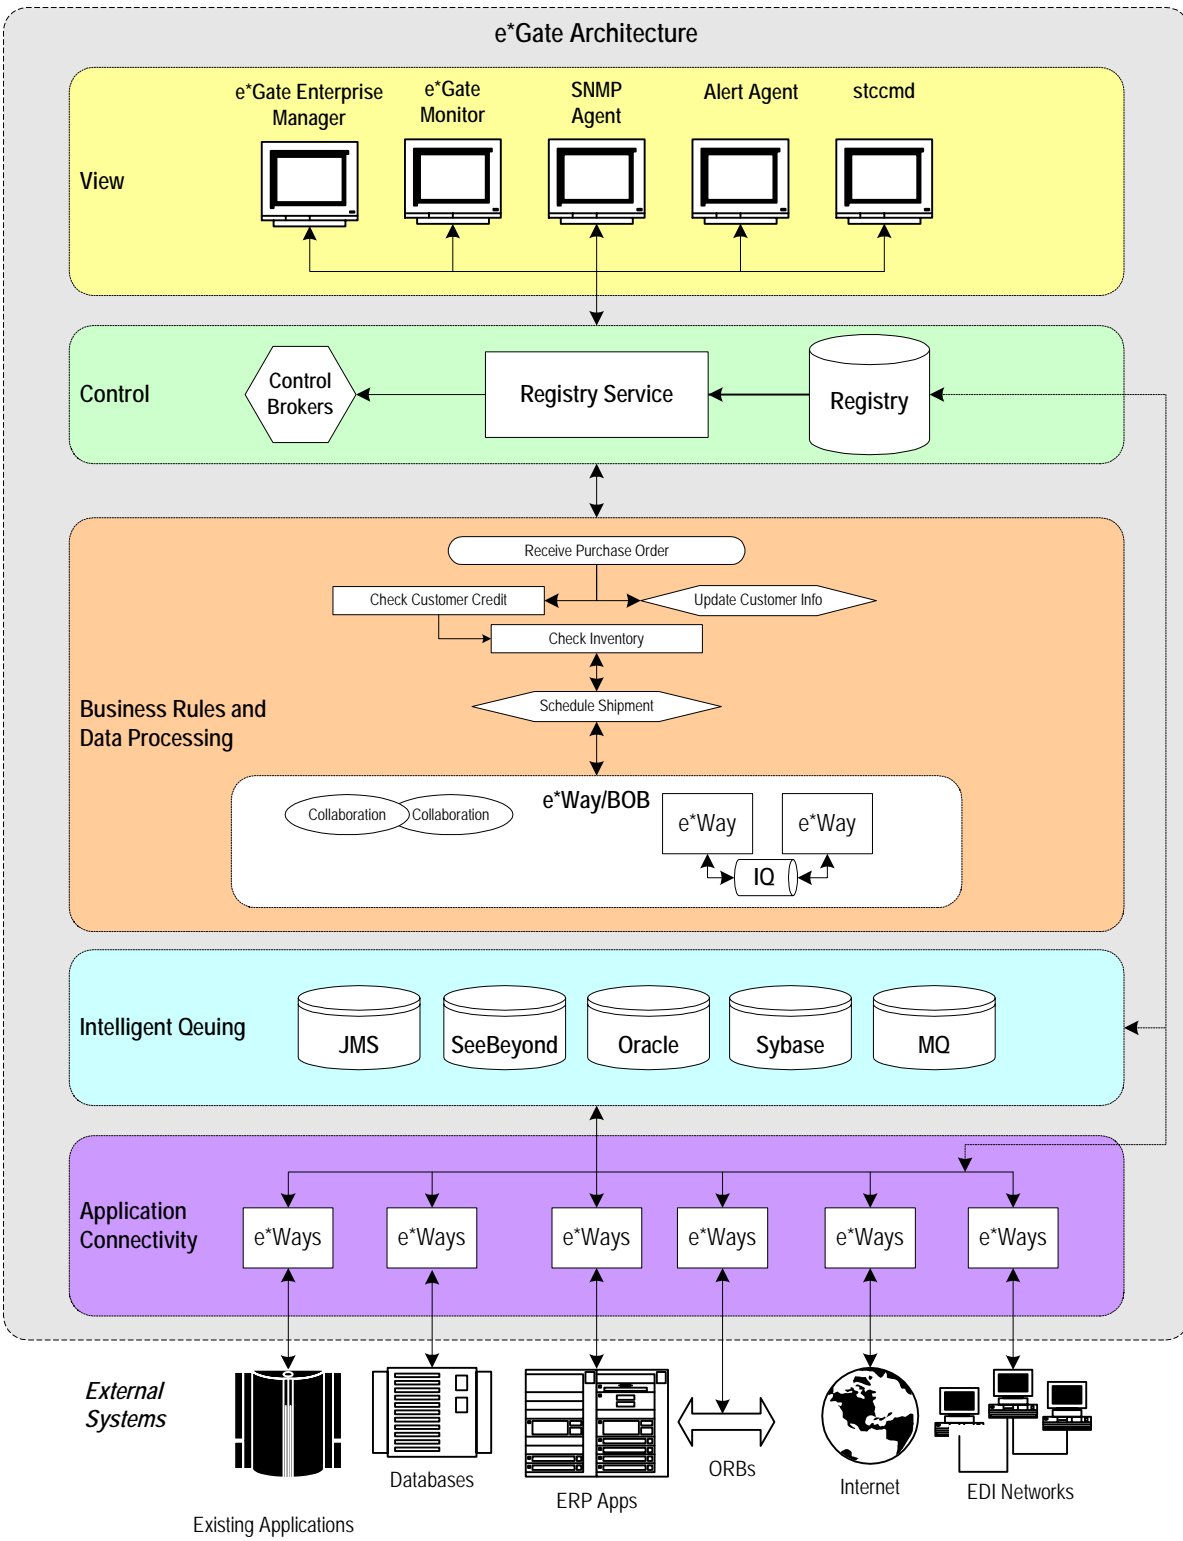 e*Gate Architecture
e*Gate Enterprise
Manager
e*Gate
Monitor
SNMP
Agent
Alert Agent
stccmd
View
Control
Control
Brokers
Registry Service
Registry
Receive Purchase Order
Check Customer Credit
Update Customer Info
Check Inventory
Schedule Shipment
Business Rules and
Data Processing
e*Way/BOB
Collaboration
Collaboration
e*Way
e*Way
IQ
Intelligent Qeuing
JMS
SeeBeyond
Oracle
Sybase
MQ
Application
Connectivity
e*Ways
e*Ways
e*Ways
e*Ways
e*Ways
e*Ways
External
Systems
Existing Applications
Databases
ERP Apps
ORBs
Internet
EDI Networks